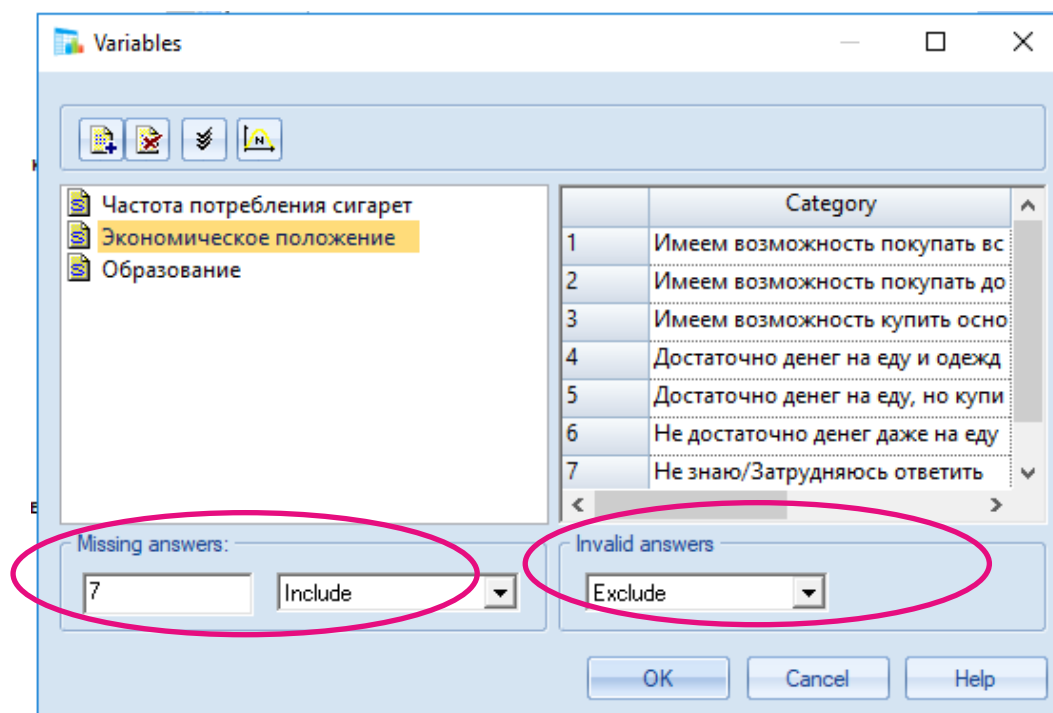 Variables
Частота потребления сигарет
Экономическое положение
Образование
Category
1 Имеем возможность покупать вс
2 Имеем возможность покупать до
3 Имеем возможность купить осно
4 Достаточно денег на еду и одежд
5 Достаточно денег на еду, но купи
6 Не достаточно денег даже на еду
7 Не знаю/Затрудняюсь ответить
Missing answers:
7 Include
Invalid answers
Exclude
OK Cancel Help